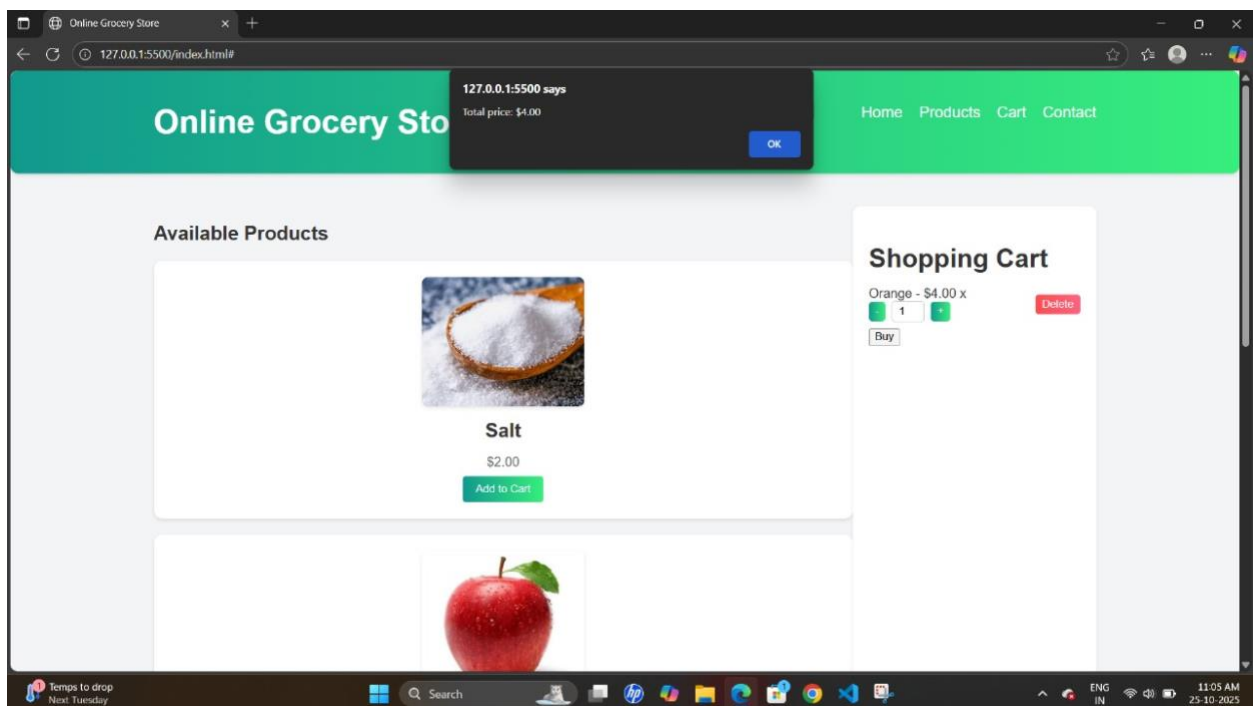 Online Grocery Store
127.0.0.1:5500/index.html#
127.0.0.1:5500 says
Total price: $4.00
OK
Online Grocery Sto
Home Products Cart Contact
Available Products
Salt
$2.00
Add to Cart
Shopping Cart
Orange - $4.00 x
- 1 +
Delete
Buy
1
Temps to drop
Next Tuesday
Search
hp
ENG
IN
11:05 AM
25-10-2025